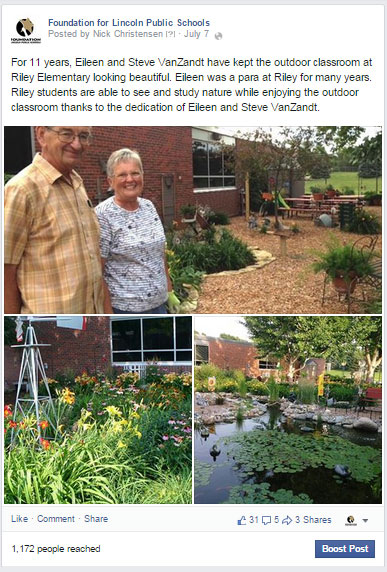 Foundation for Lincoln Public Schools
Posted by Nick Christensen [?] · July 7
For 11 years, Eileen and Steve VanZandt have kept the outdoor classroom at
Riley Elementary looking beautiful. Eileen was a para at Riley for many years.
Riley students are able to see and study nature while enjoying the outdoor
classroom thanks to the dedication of Eileen and Steve VanZandt.
Like · Comment · Share 31 5 3 Shares
1,172 people reached Boost Post